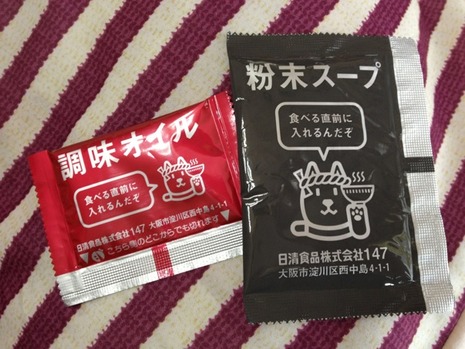 調味オイル
食べる直前に
入れるんだぞ
日清食品株式会社147 大阪市淀川区西中島4-1-1
こちら側のどこからでも切れます
粉末スープ
食べる直前に
入れるんだぞ
日清食品株式会社147
大阪市淀川区西中島4-1-1